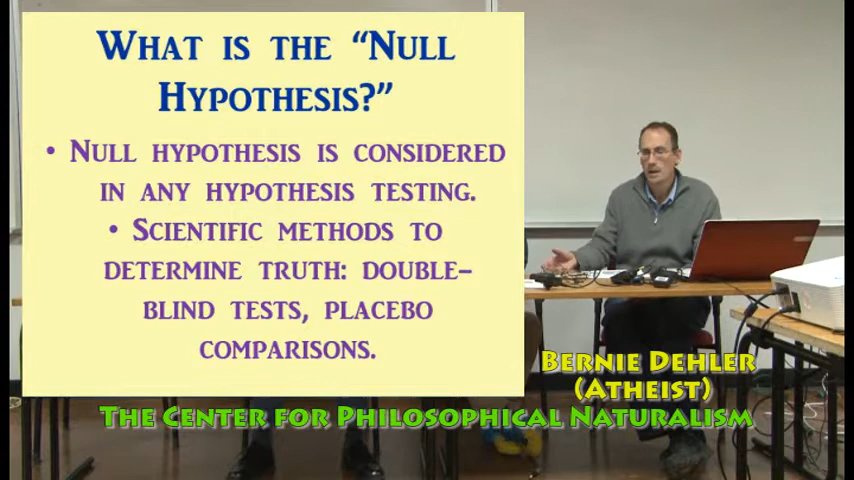 What is the “Null
Hypothesis?”
• Null hypothesis is considered
in any hypothesis testing.
• Scientific methods to
determine truth: double-
blind tests, placebo
comparisons.
Bernie Dehler
(Atheist)
The Center for Philosophical Naturalism